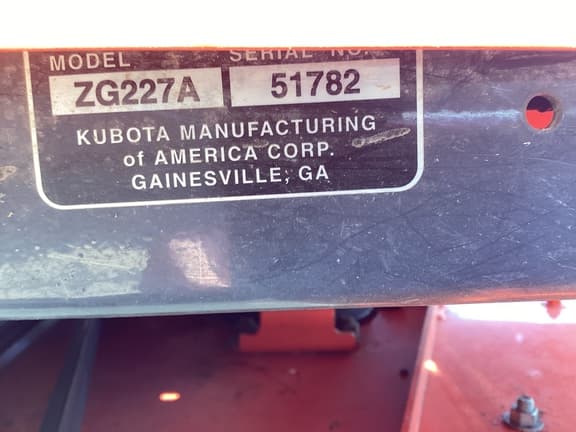 MODEL SERIAL NO.
ZG227A 51782
KUBOTA MANUFACTURING
of AMERICA CORP.
GAINESVILLE, GA